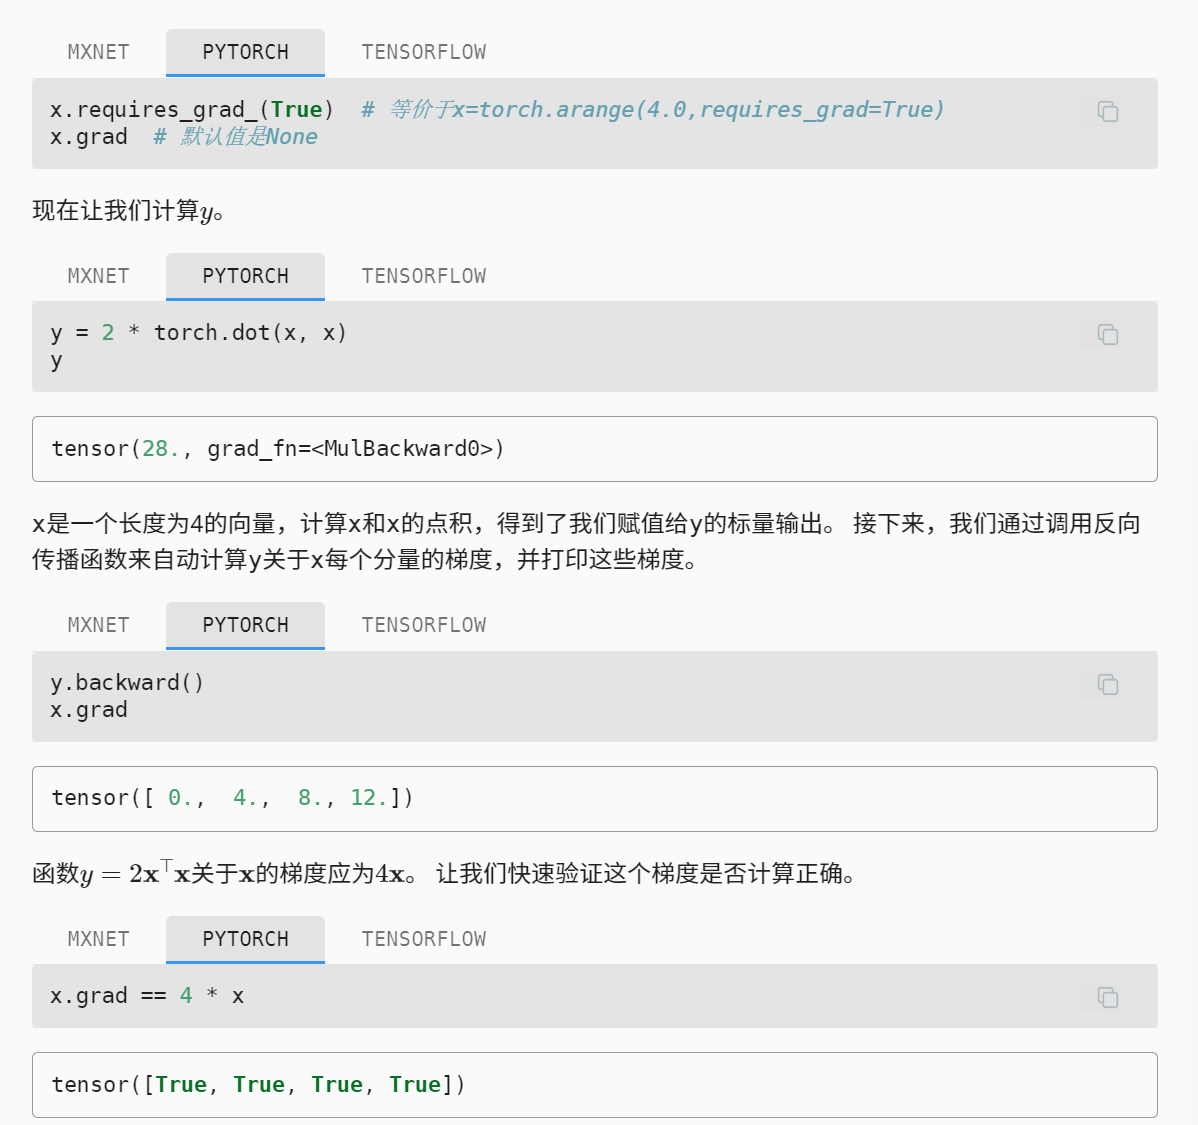 MXNET PYTORCH TENSORFLOW
x.requires_grad_(True)  # 等价于x=torch.arange(4.0,requires_grad=True)
x.grad  # 默认值是None
现在让我们计算y。
MXNET PYTORCH TENSORFLOW
y = 2 * torch.dot(x, x)
y
tensor(28., grad_fn=<MulBackward0>)
x是一个长度为4的向量，计算x和x的点积，得到了我们赋值给y的标量输出。 接下来，我们通过调用反向
传播函数来自动计算y关于x每个分量的梯度，并打印这些梯度。
MXNET PYTORCH TENSORFLOW
y.backward()
x.grad
tensor([ 0.,  4.,  8., 12.])
函数y = 2x⊤x关于x的梯度应为4x。 让我们快速验证这个梯度是否计算正确。
MXNET PYTORCH TENSORFLOW
x.grad == 4 * x
tensor([True, True, True, True])